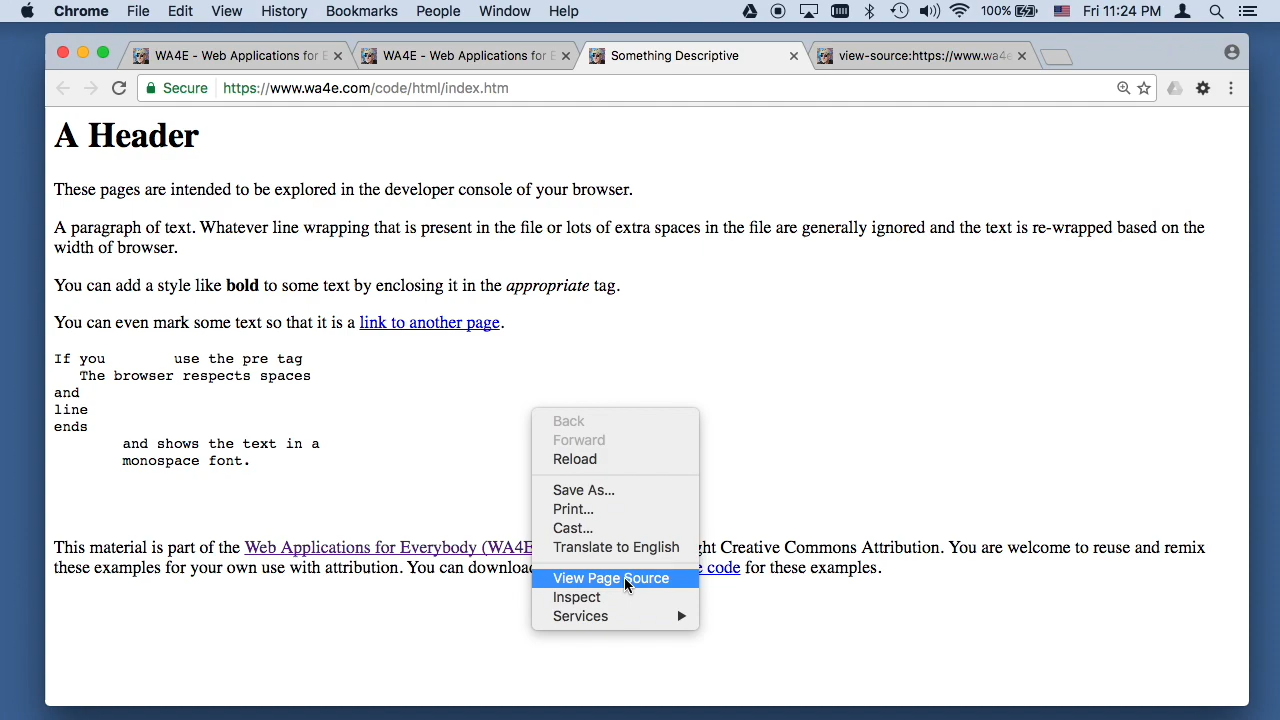 Chrome File Edit View History Bookmarks People Window Help 100% Fri 11:24 PM
WA4E - Web Applications for E WA4E - Web Applications for E Something Descriptive view-source:https://www.wa4e
Secure https://www.wa4e.com/code/html/index.htm
A Header
These pages are intended to be explored in the developer console of your browser.
A paragraph of text. Whatever line wrapping that is present in the file or lots of extra spaces in the file are generally ignored and the text is re-wrapped based on the
width of browser.
You can add a style like bold to some text by enclosing it in the appropriate tag.
You can even mark some text so that it is a link to another page.
If you        use the pre tag
   The browser respects spaces
and
line
ends
        and shows the text in a
        monospace font.
Back
Forward
Reload
Save As...
Print...
Cast...
Translate to English
View Page Source
Inspect
Services
This material is part of the Web Applications for Everybody (WA4E ht Creative Commons Attribution. You are welcome to reuse and remix
these examples for your own use with attribution. You can download code for these examples.